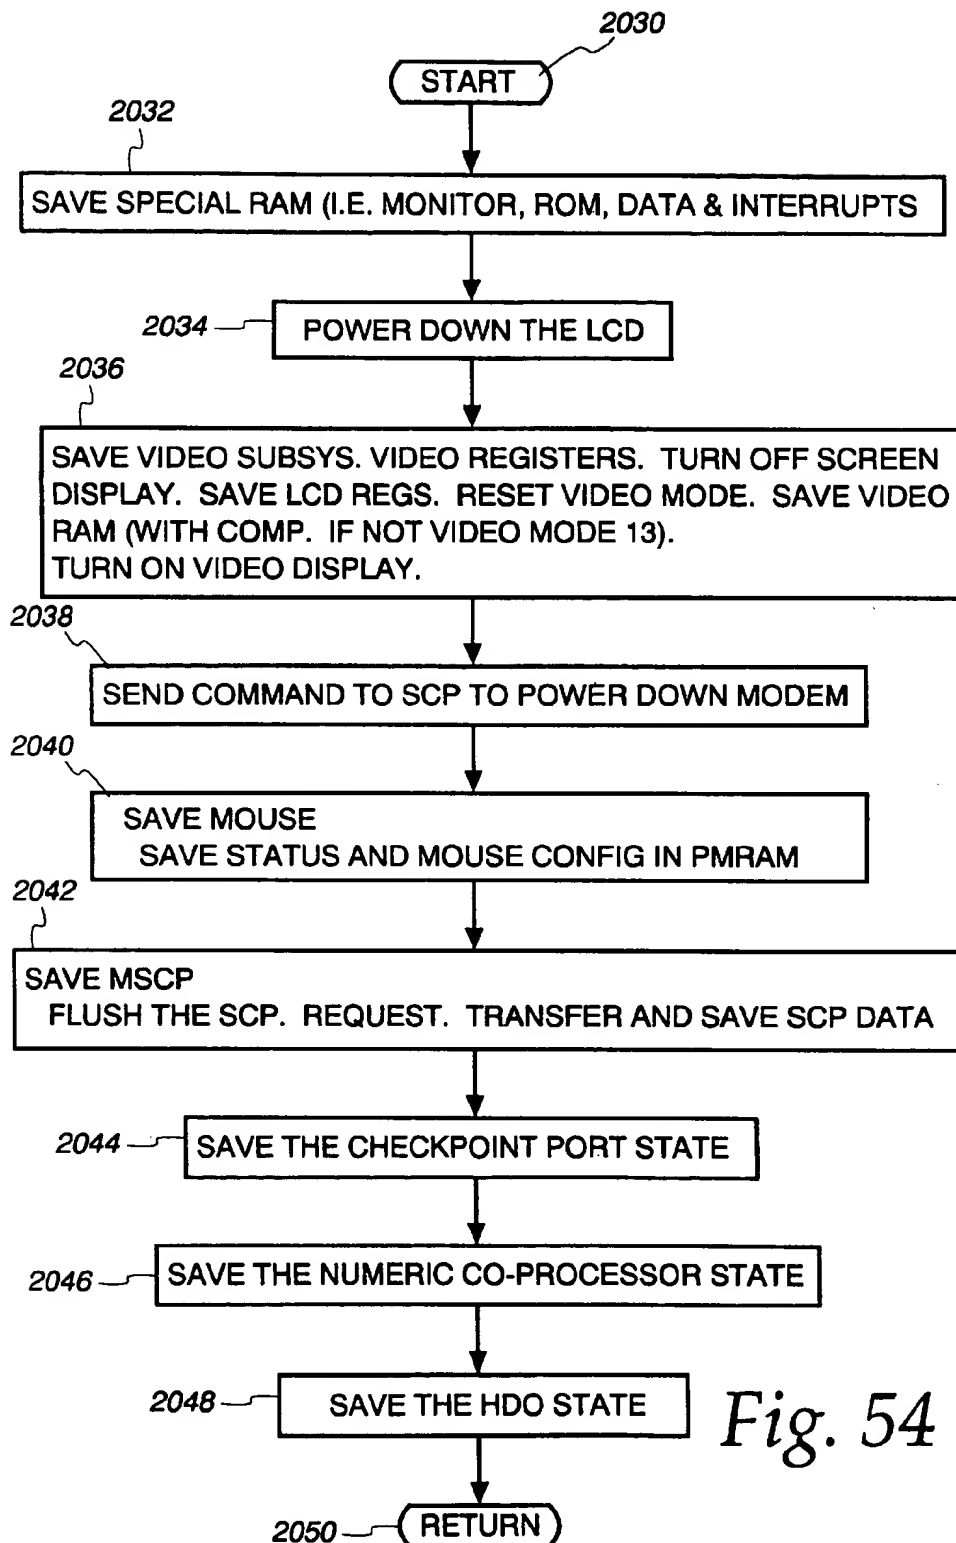 2030
START
2032
SAVE SPECIAL RAM (I.E. MONITOR, ROM, DATA & INTERRUPTS
2034
POWER DOWN THE LCD
2036
SAVE VIDEO SUBSYS. VIDEO REGISTERS. TURN OFF SCREEN
DISPLAY. SAVE LCD REGS. RESET VIDEO MODE. SAVE VIDEO
RAM (WITH COMP. IF NOT VIDEO MODE 13).
TURN ON VIDEO DISPLAY.
2038
SEND COMMAND TO SCP TO POWER DOWN MODEM
2040
SAVE MOUSE
SAVE STATUS AND MOUSE CONFIG IN PMRAM
2042
SAVE MSCP
FLUSH THE SCP. REQUEST. TRANSFER AND SAVE SCP DATA
2044
SAVE THE CHECKPOINT PORT STATE
2046
SAVE THE NUMERIC CO-PROCESSOR STATE
2048
SAVE THE HDO STATE
Fig. 54
2050
RETURN